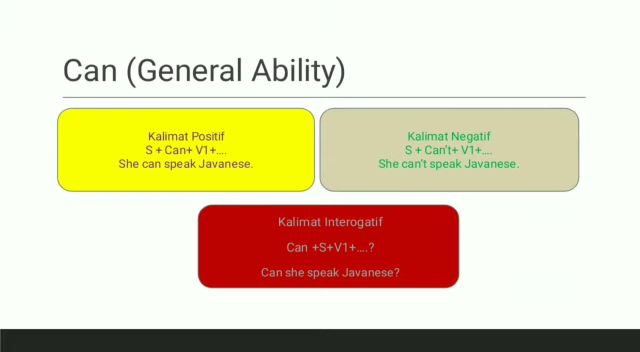 Can (General Ability)
Kalimat Positif
S + Can+ V1+....
She can speak Javanese.
Kalimat Negatif
S + Can't+ V1+....
She can't speak Javanese.
Kalimat Interogatif
Can +S+V1+....?
Can she speak Javanese?